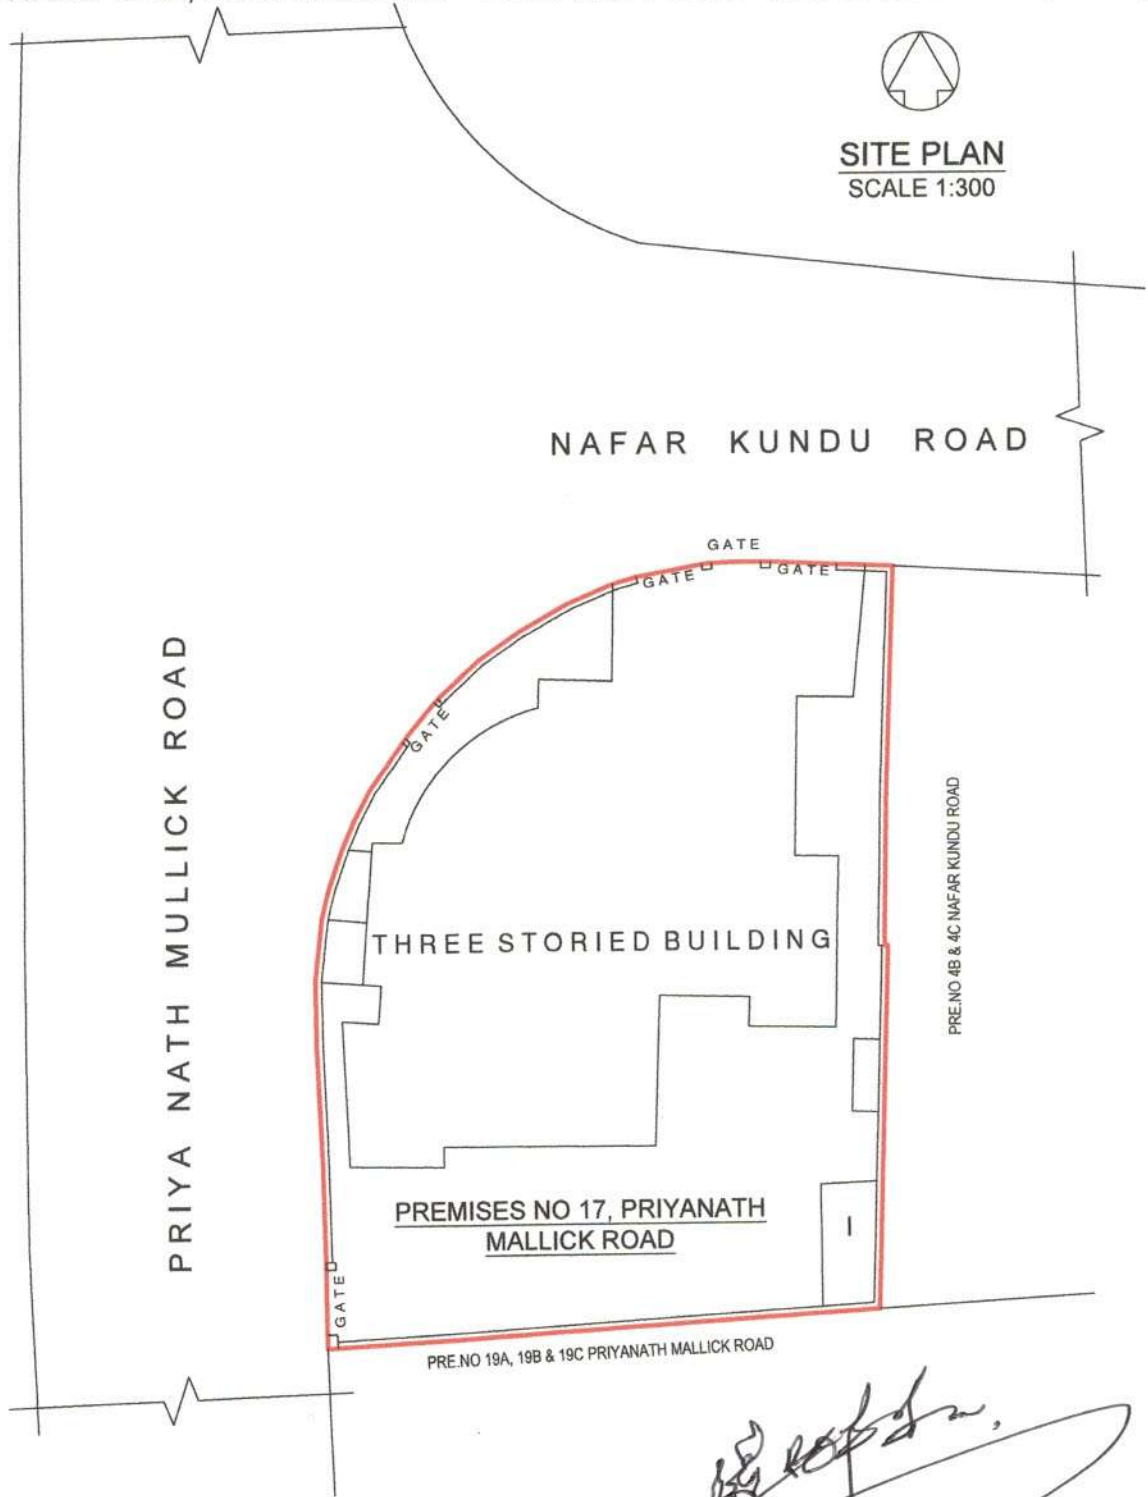 SITE PLAN
SCALE 1:300
NAFAR KUNDU ROAD
GATE
GATE
GATE
GATE
PRIYA NATH MULLICK ROAD
THREE STORIED BUILDING
PRE.NO 4B & 4C NAFAR KUNDU ROAD
PREMISES NO 17, PRIYANATH
MALLICK ROAD
I
GATE
PRE.NO 19A, 19B & 19C PRIYANATH MALLICK ROAD